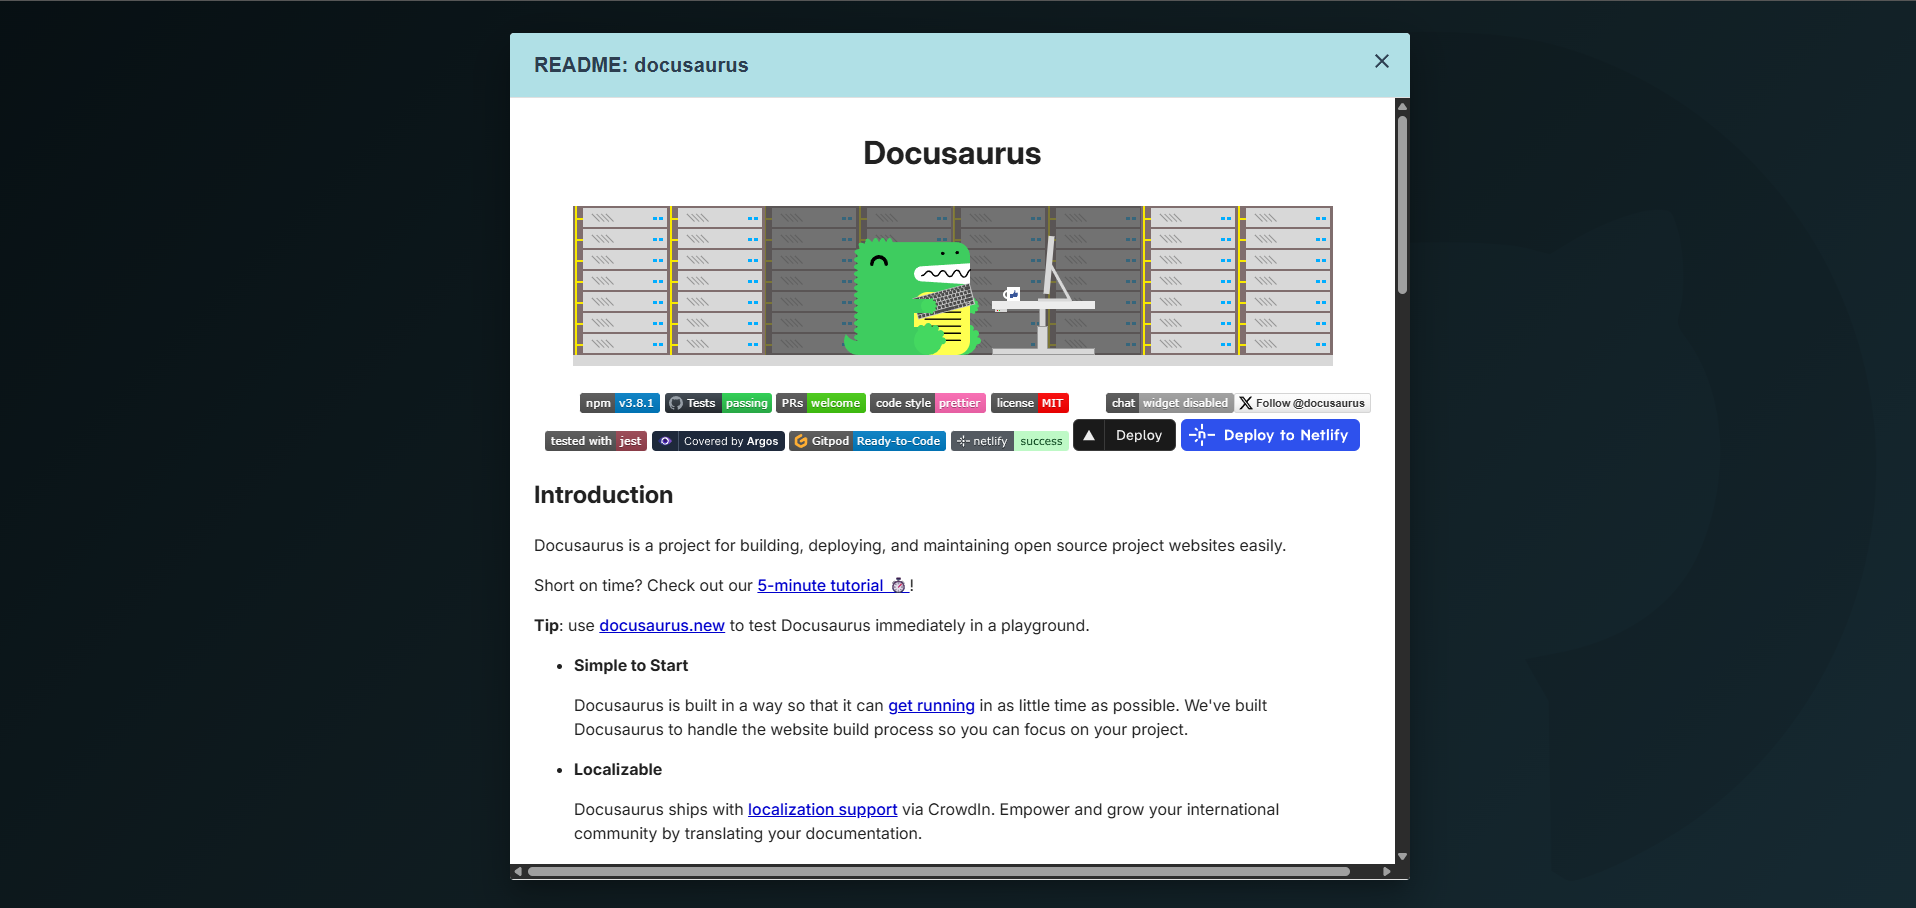 README: docusaurus
Docusaurus
npm v3.8.1 Tests passing PRs welcome code style prettier license MIT chat widget disabled Follow @docusaurus
tested with jest Covered by Argos Gitpod Ready-to-Code netlify success Deploy Deploy to Netlify
Introduction
Docusaurus is a project for building, deploying, and maintaining open source project websites easily.
Short on time? Check out our 5-minute tutorial ⏱️!
Tip: use docusaurus.new to test Docusaurus immediately in a playground.
• Simple to Start
Docusaurus is built in a way so that it can get running in as little time as possible. We've built
Docusaurus to handle the website build process so you can focus on your project.
• Localizable
Docusaurus ships with localization support via CrowdIn. Empower and grow your international
community by translating your documentation.